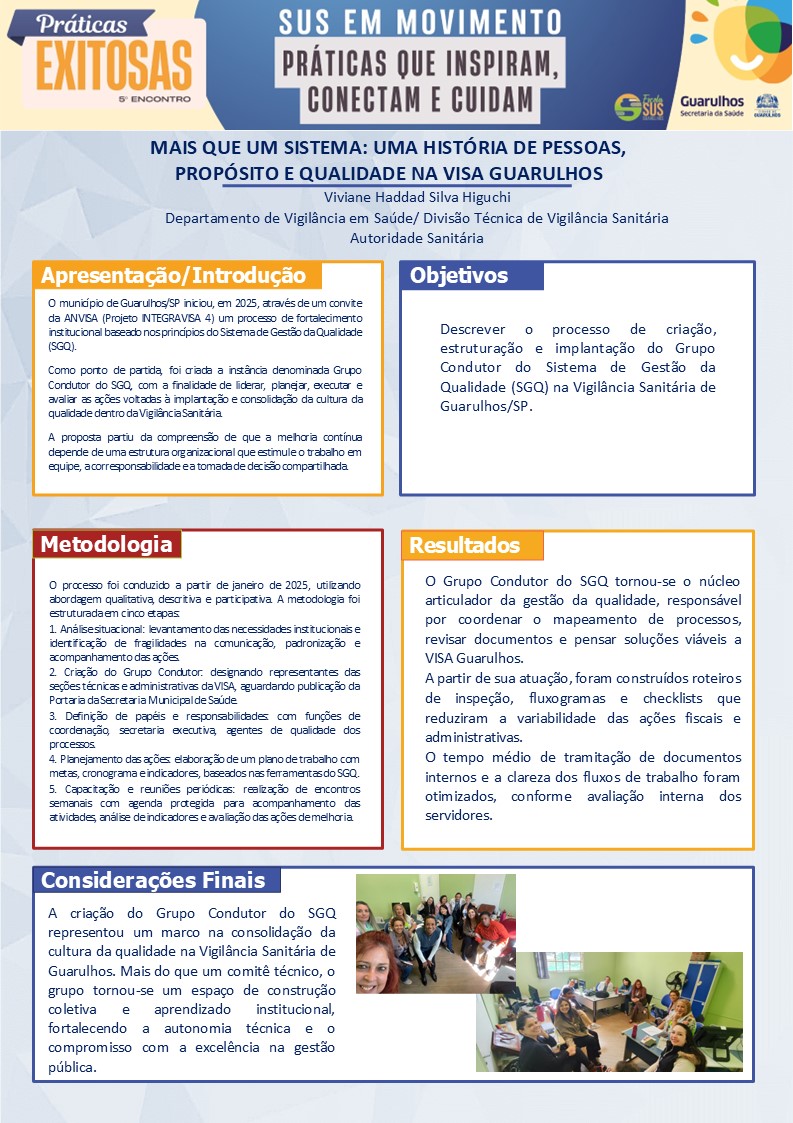 Práticas
EXITOSAS
5º ENCONTRO
SUS EM MOVIMENTO
PRÁTICAS QUE INSPIRAM,
CONECTAM E CUIDAM
Escola
SUS
Guarulhos
Secretaria da Saúde
GUARULHOS
MAIS QUE UM SISTEMA: UMA HISTÓRIA DE PESSOAS,
PROPÓSITO E QUALIDADE NA VISA GUARULHOS
Viviane Haddad Silva Higuchi
Departamento de Vigilância em Saúde/ Divisão Técnica de Vigilância Sanitária
Autoridade Sanitária
Apresentação/Introdução
O município de Guarulhos/SP iniciou, em 2025, através de um convite
da ANVISA (Projeto INTEGRAVISA 4) um processo de fortalecimento
institucional baseado nos princípios do Sistema de Gestão da Qualidade
(SGQ).
Como ponto de partida, foi criada a instância denominada Grupo
Condutor do SGQ, com a finalidade de liderar, planejar, executar e
avaliar as ações voltadas à implantação e consolidação da cultura da
qualidade dentro da Vigilância Sanitária.
A proposta partiu da compreensão de que a melhoria contínua
depende de uma estrutura organizacional que estimule o trabalho em
equipe, a corresponsabilidade e a tomada de decisão compartilhada.
Objetivos
Descrever o processo de criação,
estruturação e implantação do Grupo
Condutor do Sistema de Gestão da
Qualidade (SGQ) na Vigilância Sanitária de
Guarulhos/SP.
Metodologia
O processo foi conduzido a partir de janeiro de 2025, utilizando
abordagem qualitativa, descritiva e participativa. A metodologia foi
estruturada em cinco etapas:
1. Análise situacional: levantamento das necessidades institucionais e
identificação de fragilidades na comunicação, padronização e
acompanhamento das ações.
2. Criação do Grupo Condutor: designando representantes das
seções técnicas e administrativas da VISA, aguardando publicação da
Portaria da Secretaria Municipal de Saúde.
3. Definição de papéis e responsabilidades: com funções de
coordenação, secretaria executiva, agentes de qualidade dos
processos.
4. Planejamento das ações: elaboração de um plano de trabalho com
metas, cronograma e indicadores, baseados nas ferramentas do SGQ.
5. Capacitação e reuniões periódicas: realização de encontros
semanais com agenda protegida para acompanhamento das
atividades, análise de indicadores e avaliação das ações de melhoria.
Resultados
O Grupo Condutor do SGQ tornou-se o núcleo
articulador da gestão da qualidade, responsável
por coordenar o mapeamento de processos,
revisar documentos e pensar soluções viáveis a
VISA Guarulhos.
A partir de sua atuação, foram construídos roteiros
de inspeção, fluxogramas e checklists que
reduziram a variabilidade das ações fiscais e
administrativas.
O tempo médio de tramitação de documentos
internos e a clareza dos fluxos de trabalho foram
otimizados, conforme avaliação interna dos
servidores.
Considerações Finais
A criação do Grupo Condutor do SGQ
representou um marco na consolidação da
cultura da qualidade na Vigilância Sanitária de
Guarulhos. Mais do que um comitê técnico, o
grupo tornou-se um espaço de construção
coletiva e aprendizado institucional,
fortalecendo a autonomia técnica e o
compromisso com a excelência na gestão
pública.